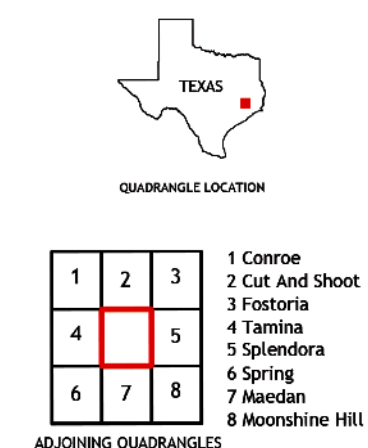 TEXAS
QUADRANGLE LOCATION
1 2 3
4 5
6 7 8
1 Conroe
2 Cut And Shoot
3 Fostoria
4 Tamina
5 Splendora
6 Spring
7 Maedan
8 Moonshine Hill
ADJOINING QUADRANGLES